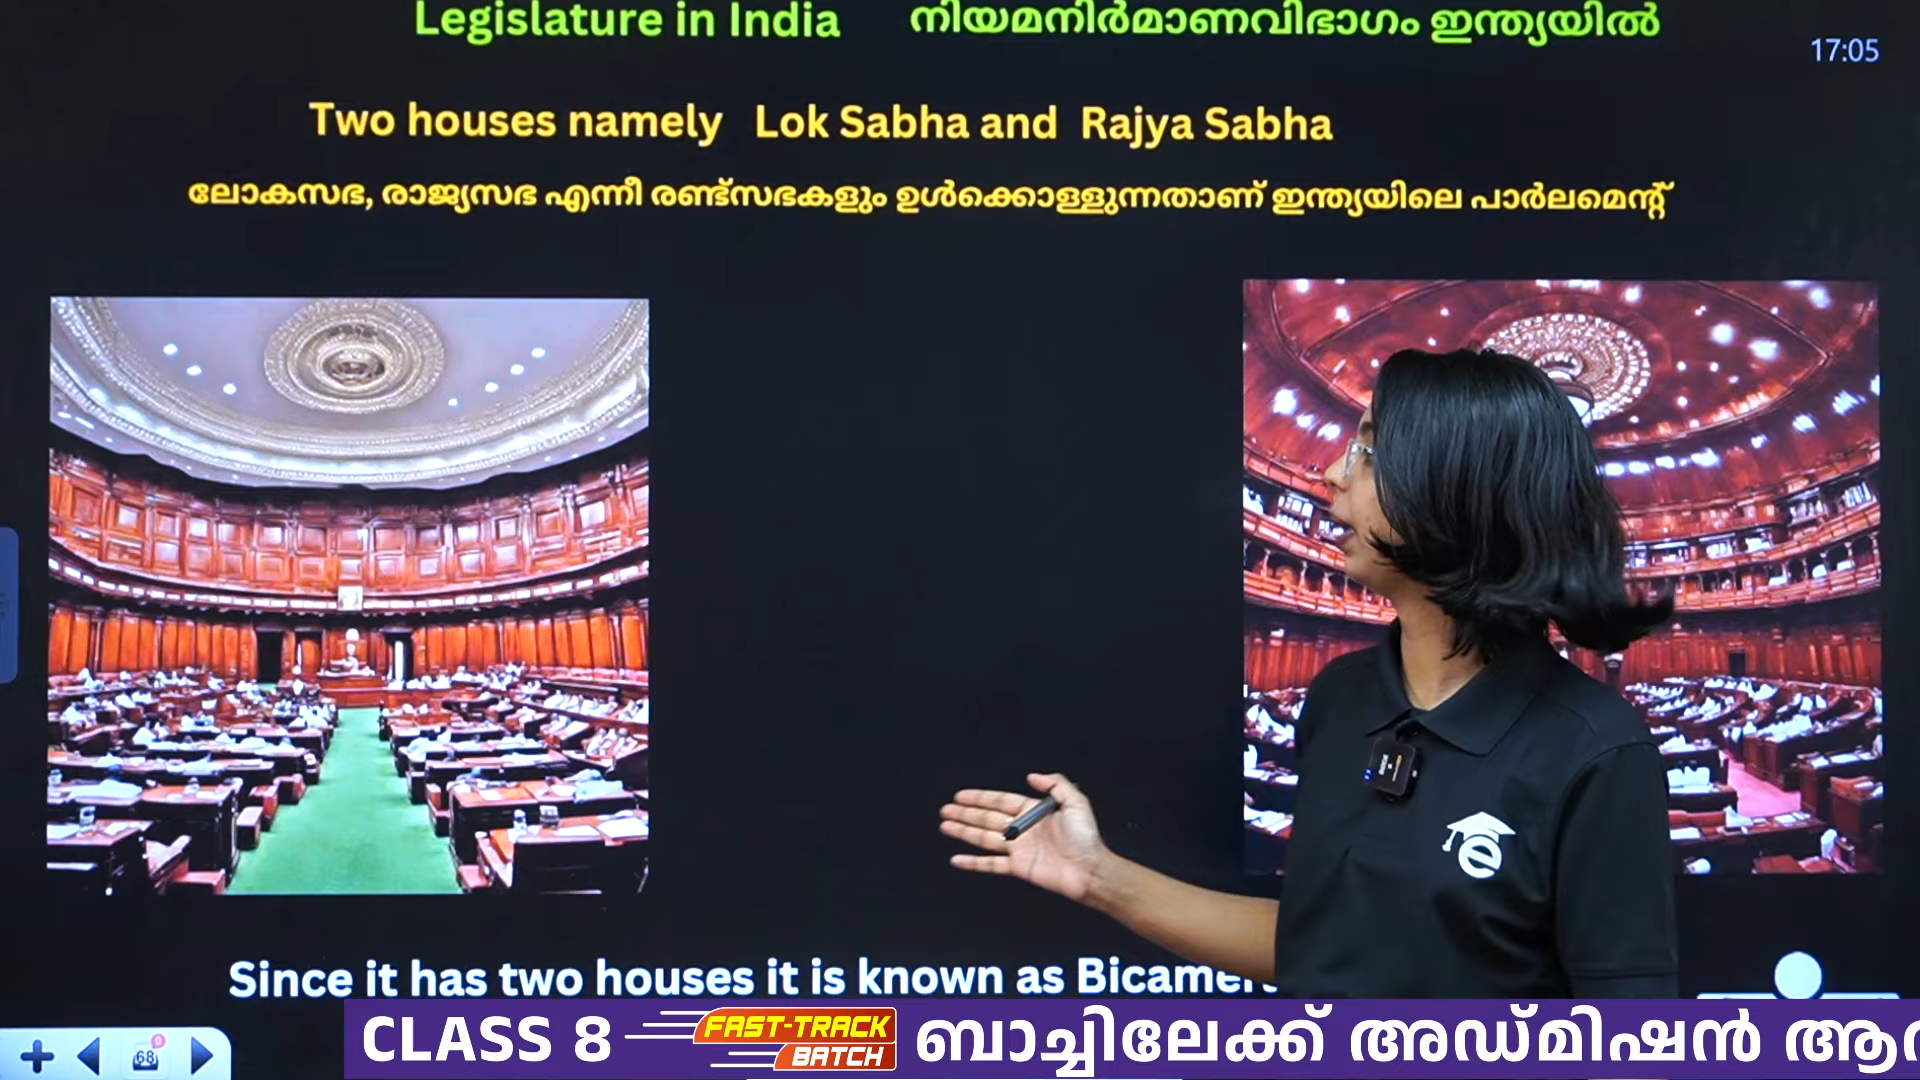 Legislature in India നിയമനിർമാണവിഭാഗം ഇന്ത്യയിൽ
17:05
Two houses namely Lok Sabha and Rajya Sabha
ലോകസഭ, രാജ്യസഭ എന്നീ രണ്ട്സഭകളും ഉൾക്കൊള്ളുന്നതാണ് ഇന്ത്യയിലെ പാർലമെന്റ്
Since it has two houses it is known as
CLASS 8 FAST-TRACK BATCH ബാച്ചിലേക്ക് അഡ്മിഷൻ
68